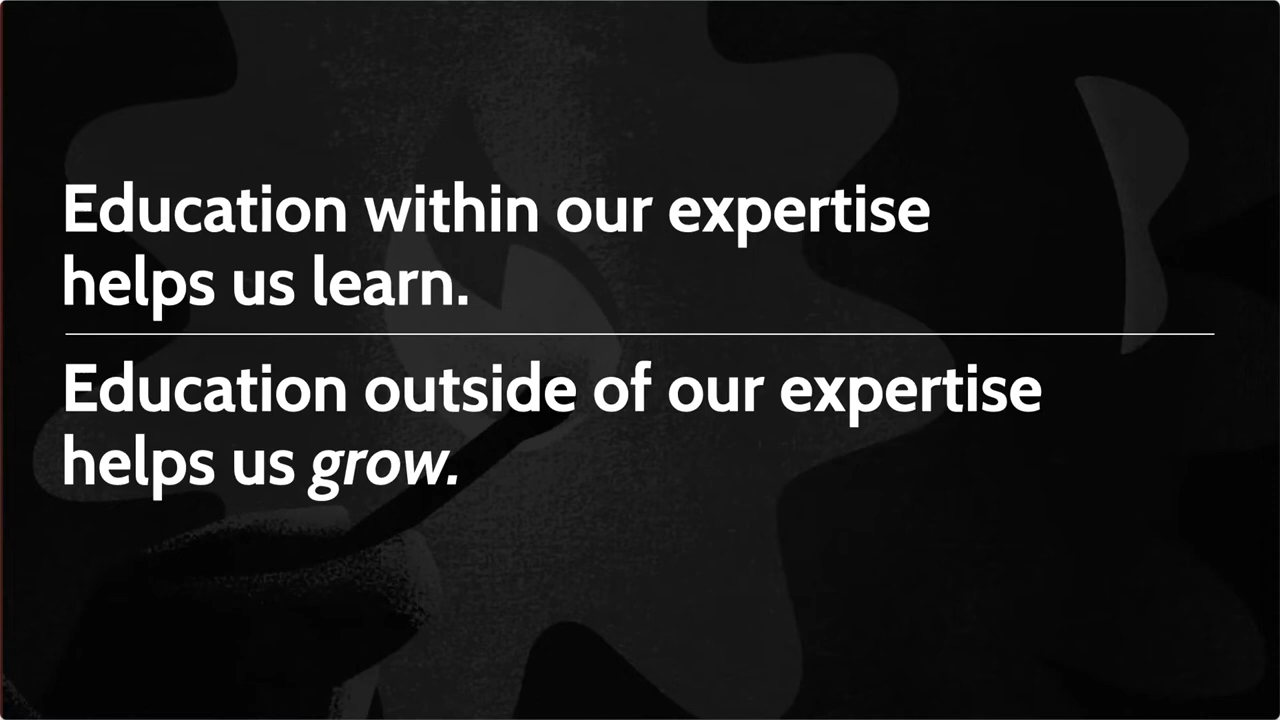 Education within our expertise
helps us learn.
Education outside of our expertise
helps us grow.